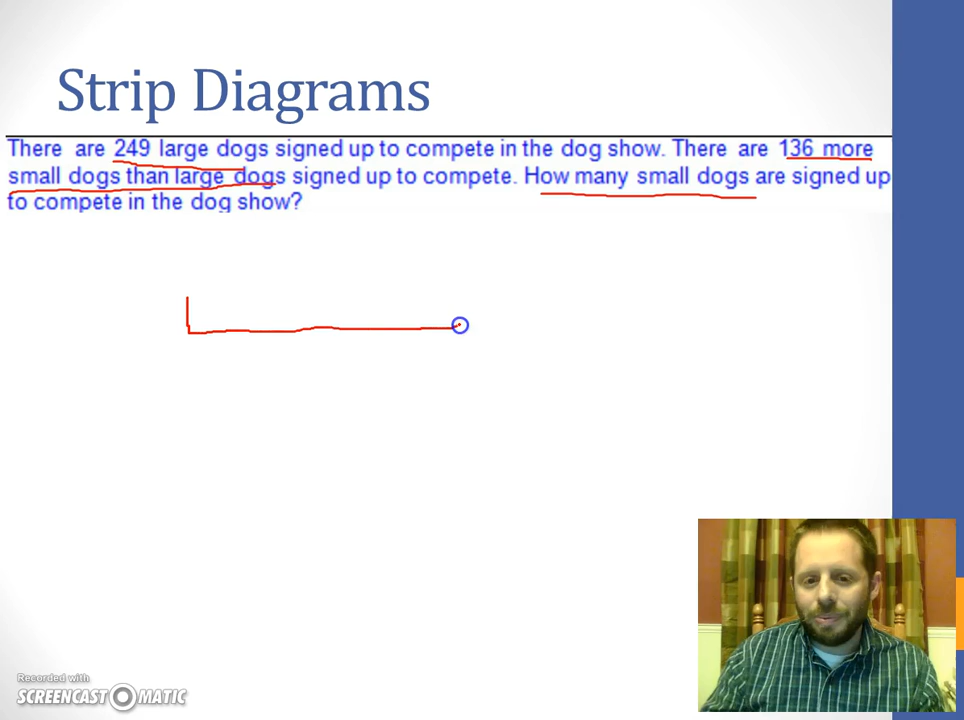 Strip Diagrams
There are 249 large dogs signed up to compete in the dog show. There are 136 more
small dogs than large dogs signed up to compete. How many small dogs are signed up
to compete in the dog show?
Recorded with
SCREENCAST MATIC